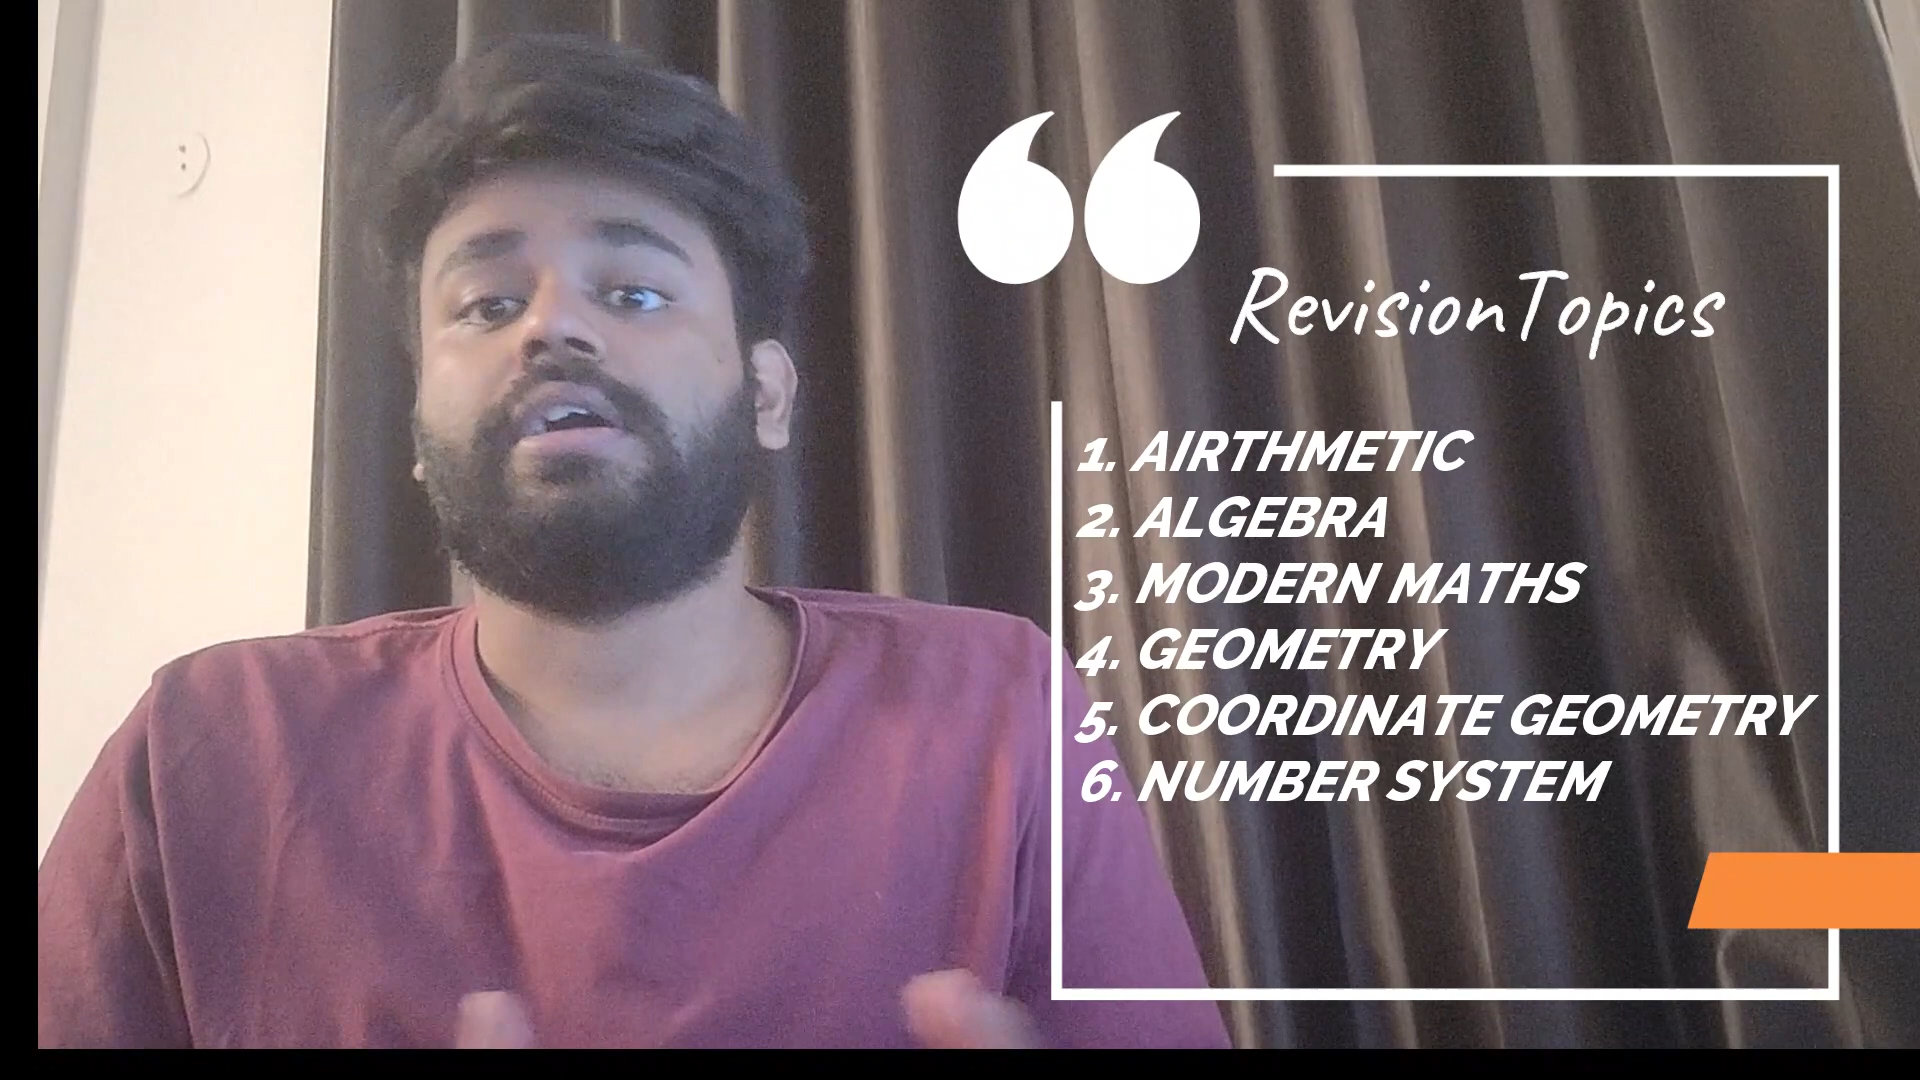 RevisionTopics
1. AIRTHMETIC
2. ALGEBRA
3. MODERN MATHS
4. GEOMETRY
5. COORDINATE GEOMETRY
6. NUMBER SYSTEM